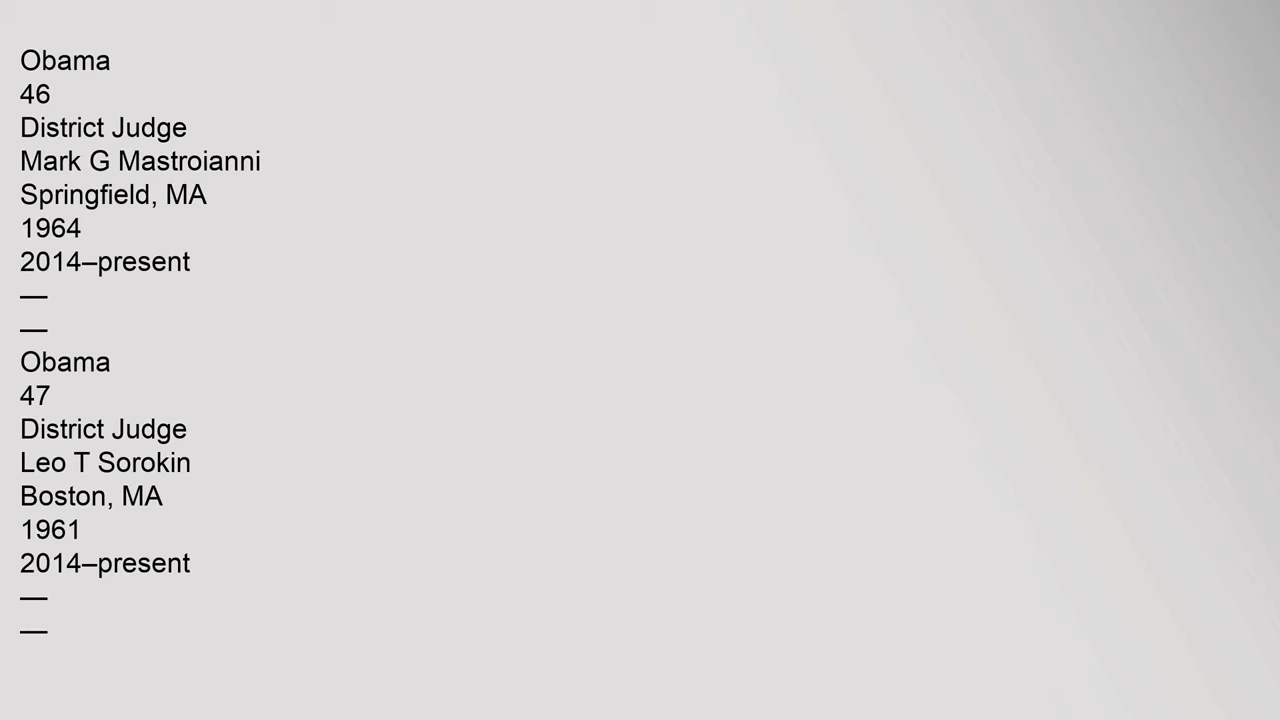 Obama
46
District Judge
Mark G Mastroianni
Springfield, MA
1964
2014–present
—
—
Obama
47
District Judge
Leo T Sorokin
Boston, MA
1961
2014–present
—
—